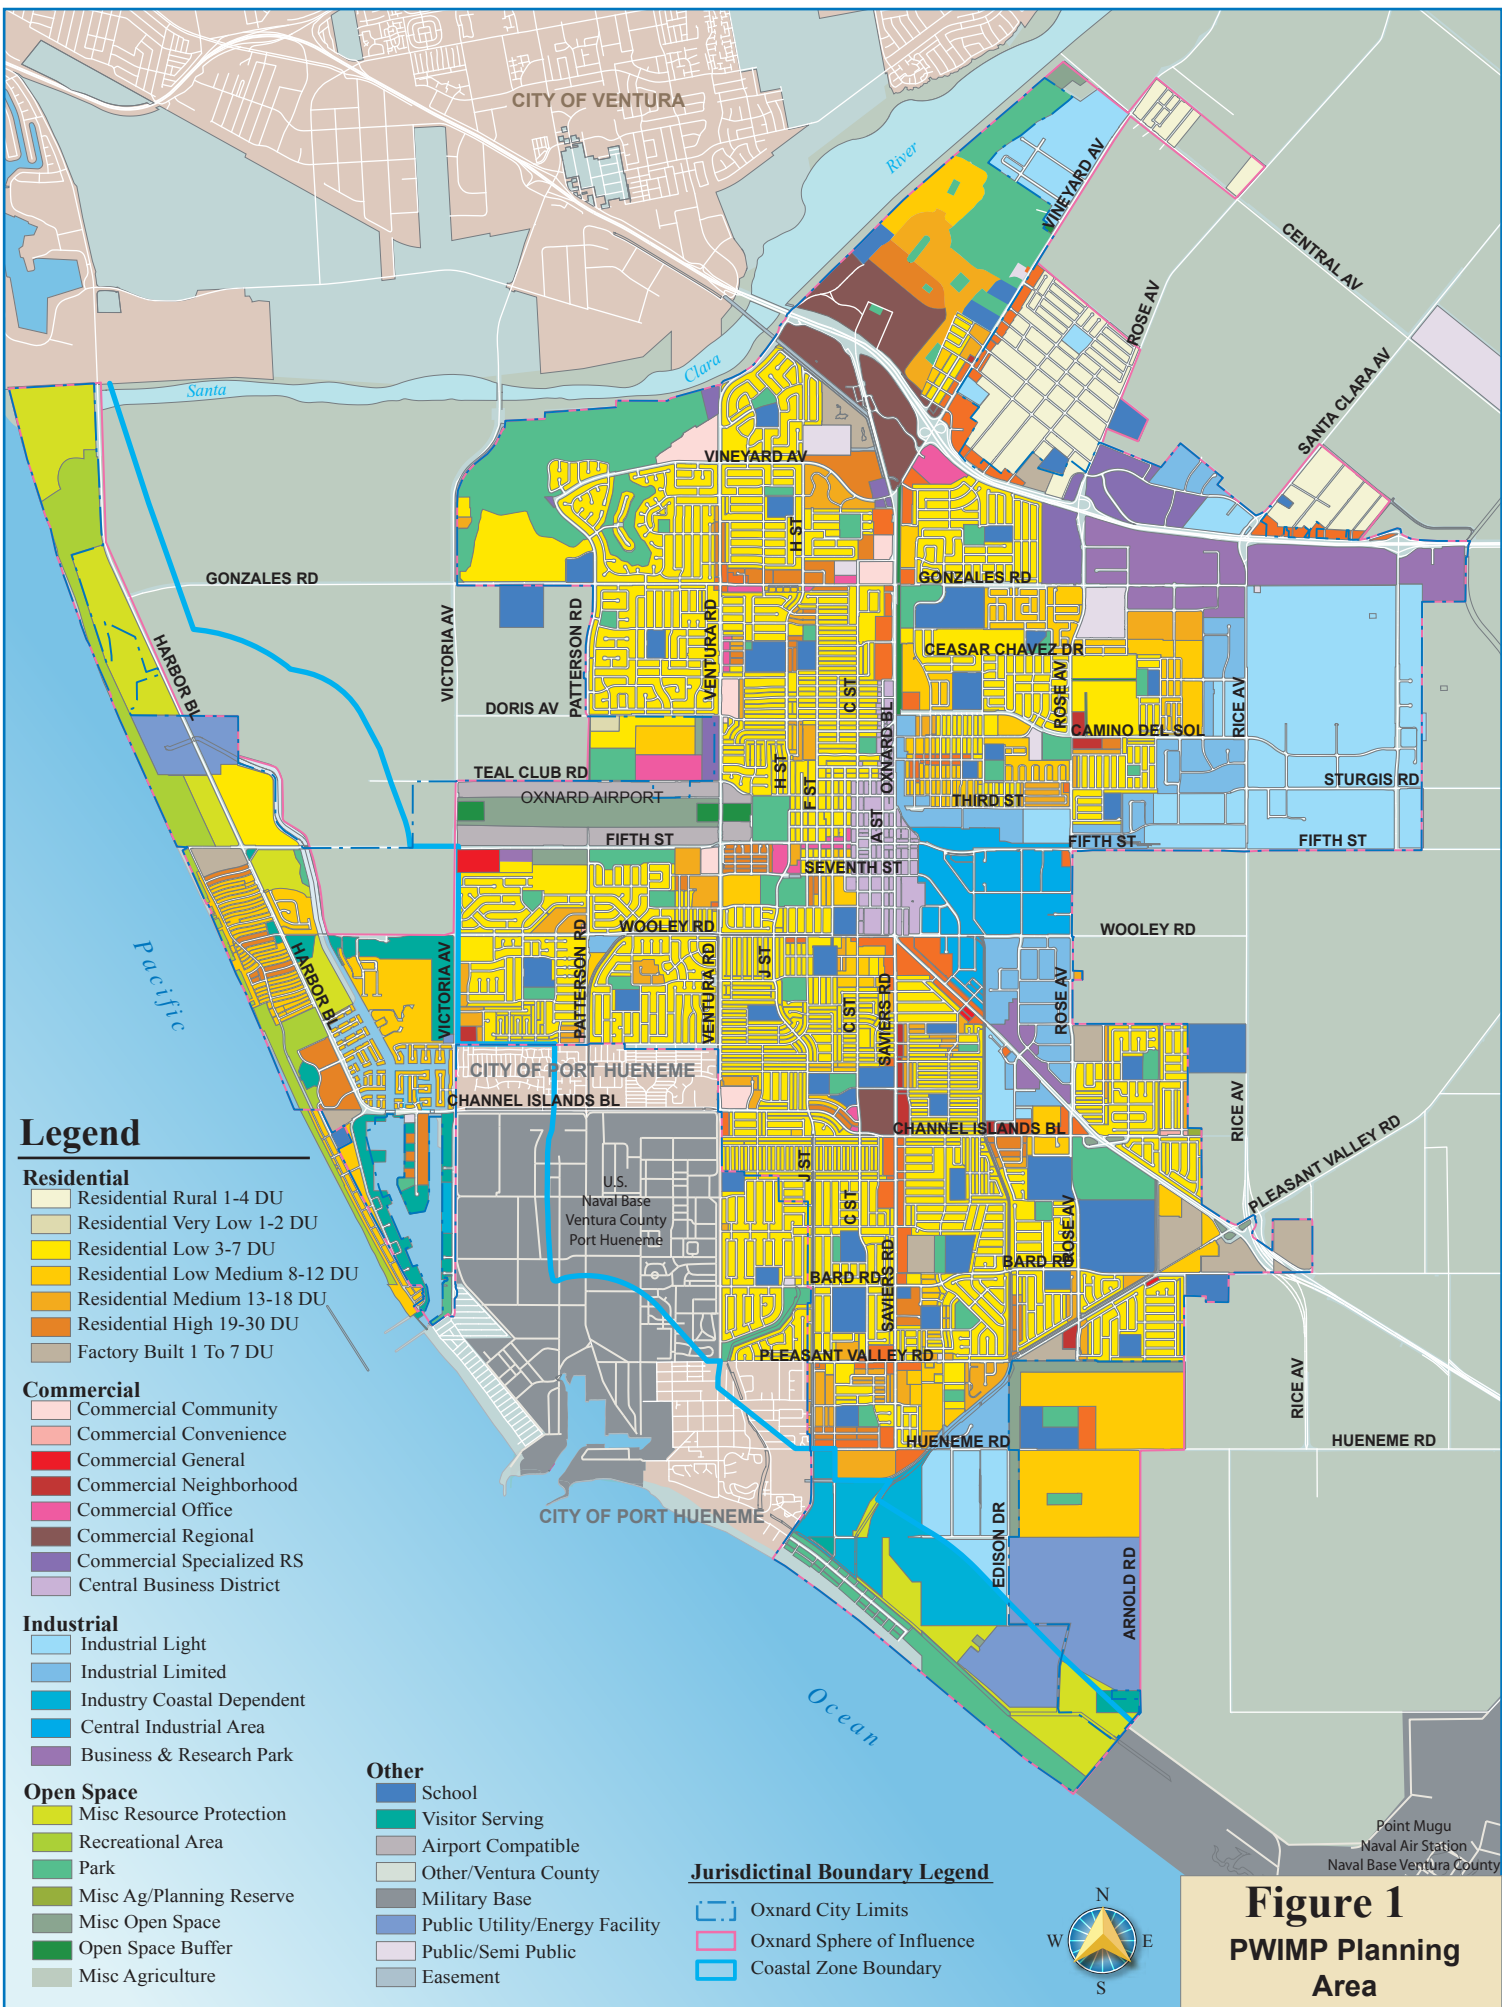 CITY OF VENTURA
River
VINEYARD AV
CENTRAL AV
ROSE AV
SANTA CLARA AV
Santa
Clara
VINEYARD AV
H ST
GONZALES RD
GONZALES RD
HARBOR BL
VICTORIA AV
PATTERSON RD
VENTURA RD
CEASAR CHAVEZ DR
C ST
ROSE AV
RICE AV
DORIS AV
OXNARD BL
CAMINO DEL SOL
TEAL CLUB RD
H ST
F ST
STURGIS RD
OXNARD AIRPORT
THIRD ST
A ST
FIFTH ST
FIFTH ST
FIFTH ST
SEVENTH ST
WOOLEY RD
WOOLEY RD
Pacific
HARBOR BL
VICTORIA AV
PATTERSON RD
VENTURA RD
J ST
C ST
SAVIERS RD
ROSE AV
CITY OF PORT HUENEME
CHANNEL ISLANDS BL
CHANNEL ISLANDS BL
RICE AV
PLEASANT VALLEY RD
J ST
C ST
U.S.
Naval Base
Ventura County
Port Hueneme
ROSE AV
BARD RD
BARD RD
SAVIERS RD
PLEASANT VALLEY RD
RICE AV
HUENEME RD
HUENEME RD
CITY OF PORT HUENEME
EDISON DR
ARNOLD RD
Ocean
Point Mugu
Naval Air Station
Naval Base Ventura County
Legend
Residential
Residential Rural 1-4 DU
Residential Very Low 1-2 DU
Residential Low 3-7 DU
Residential Low Medium 8-12 DU
Residential Medium 13-18 DU
Residential High 19-30 DU
Factory Built 1 To 7 DU
Commercial
Commercial Community
Commercial Convenience
Commercial General
Commercial Neighborhood
Commercial Office
Commercial Regional
Commercial Specialized RS
Central Business District
Industrial
Industrial Light
Industrial Limited
Industry Coastal Dependent
Central Industrial Area
Business & Research Park
Open Space
Misc Resource Protection
Recreational Area
Park
Misc Ag/Planning Reserve
Misc Open Space
Open Space Buffer
Misc Agriculture
Other
School
Visitor Serving
Airport Compatible
Other/Ventura County
Military Base
Public Utility/Energy Facility
Public/Semi Public
Easement
Jurisdictinal Boundary Legend
Oxnard City Limits
Oxnard Sphere of Influence
Coastal Zone Boundary
N
W
E
S
Figure 1
PWIMP Planning
Area